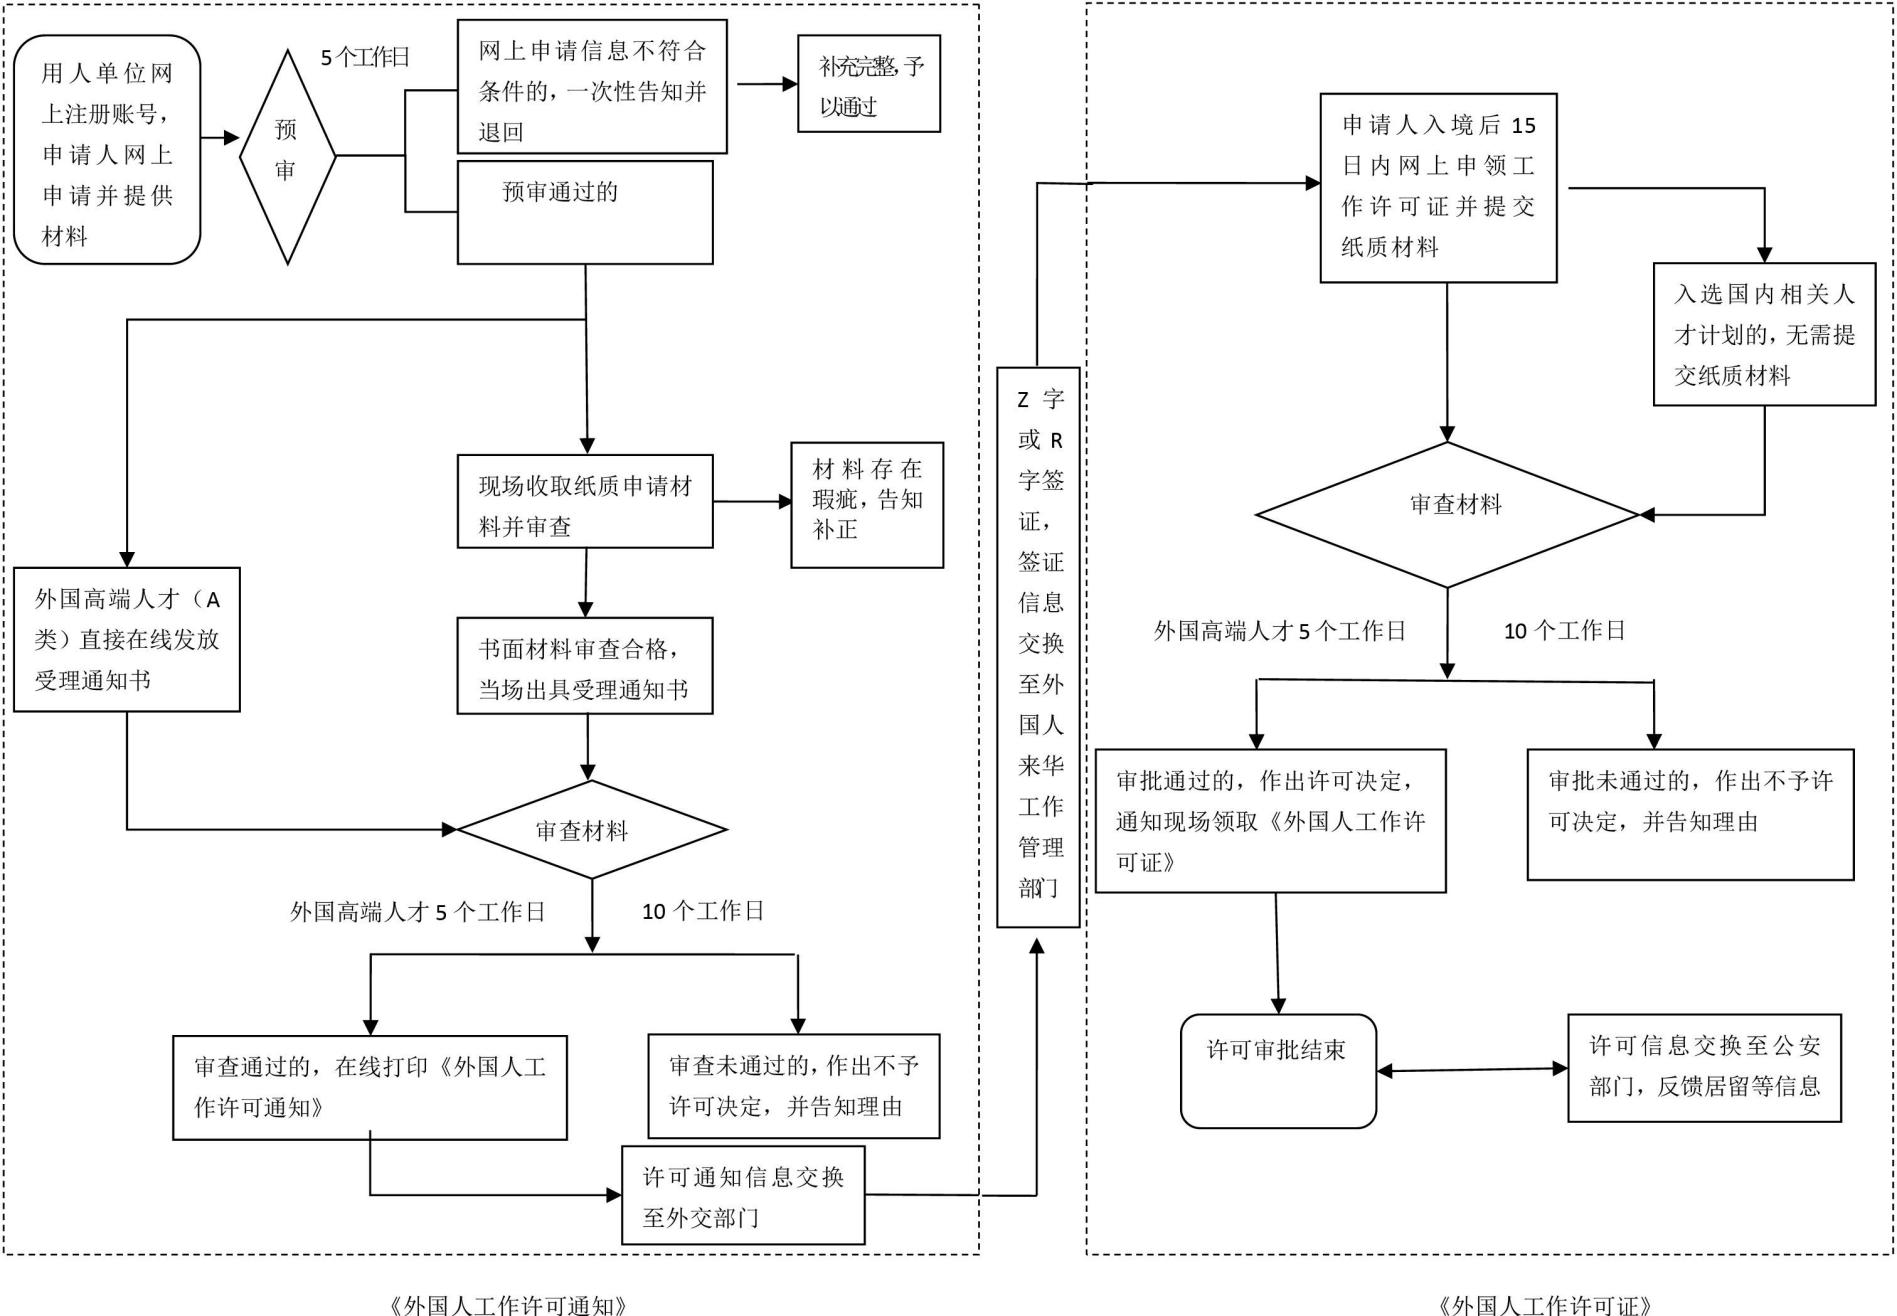 用人单位网
上注册账号，
申请人网上
申请并提供
材料
预
审
5个工作日
网上申请信息不符合
条件的，一次性告知并
退回
补充完整，予
以通过
预审通过的
现场收取纸质申请材
料并审查
材料存在
瑕疵，告知
补正
外国高端人才（A
类）直接在线发放
受理通知书
书面材料审查合格，
当场出具受理通知书
审查材料
外国高端人才 5 个工作日
10 个工作日
审查通过的，在线打印《外国人工
作许可通知》
审查未通过的，作出不予
许可决定，并告知理由
许可通知信息交换
至外交部门
Z 字
或 R
字签
证，
签证
信息
交换
至外
国人
来华
工作
管理
部门
申请人入境后 15
日内网上申领工
作许可证并提交
纸质材料
入选国内相关人
才计划的，无需提
交纸质材料
审查材料
外国高端人才 5 个工作日
10 个工作日
审批通过的，作出许可决定，
通知现场领取《外国人工作许
可证》
审批未通过的，作出不予许
可决定，并告知理由
许可审批结束
许可信息交换至公安
部门，反馈居留等信息
《外国人工作许可通知》
《外国人工作许可证》